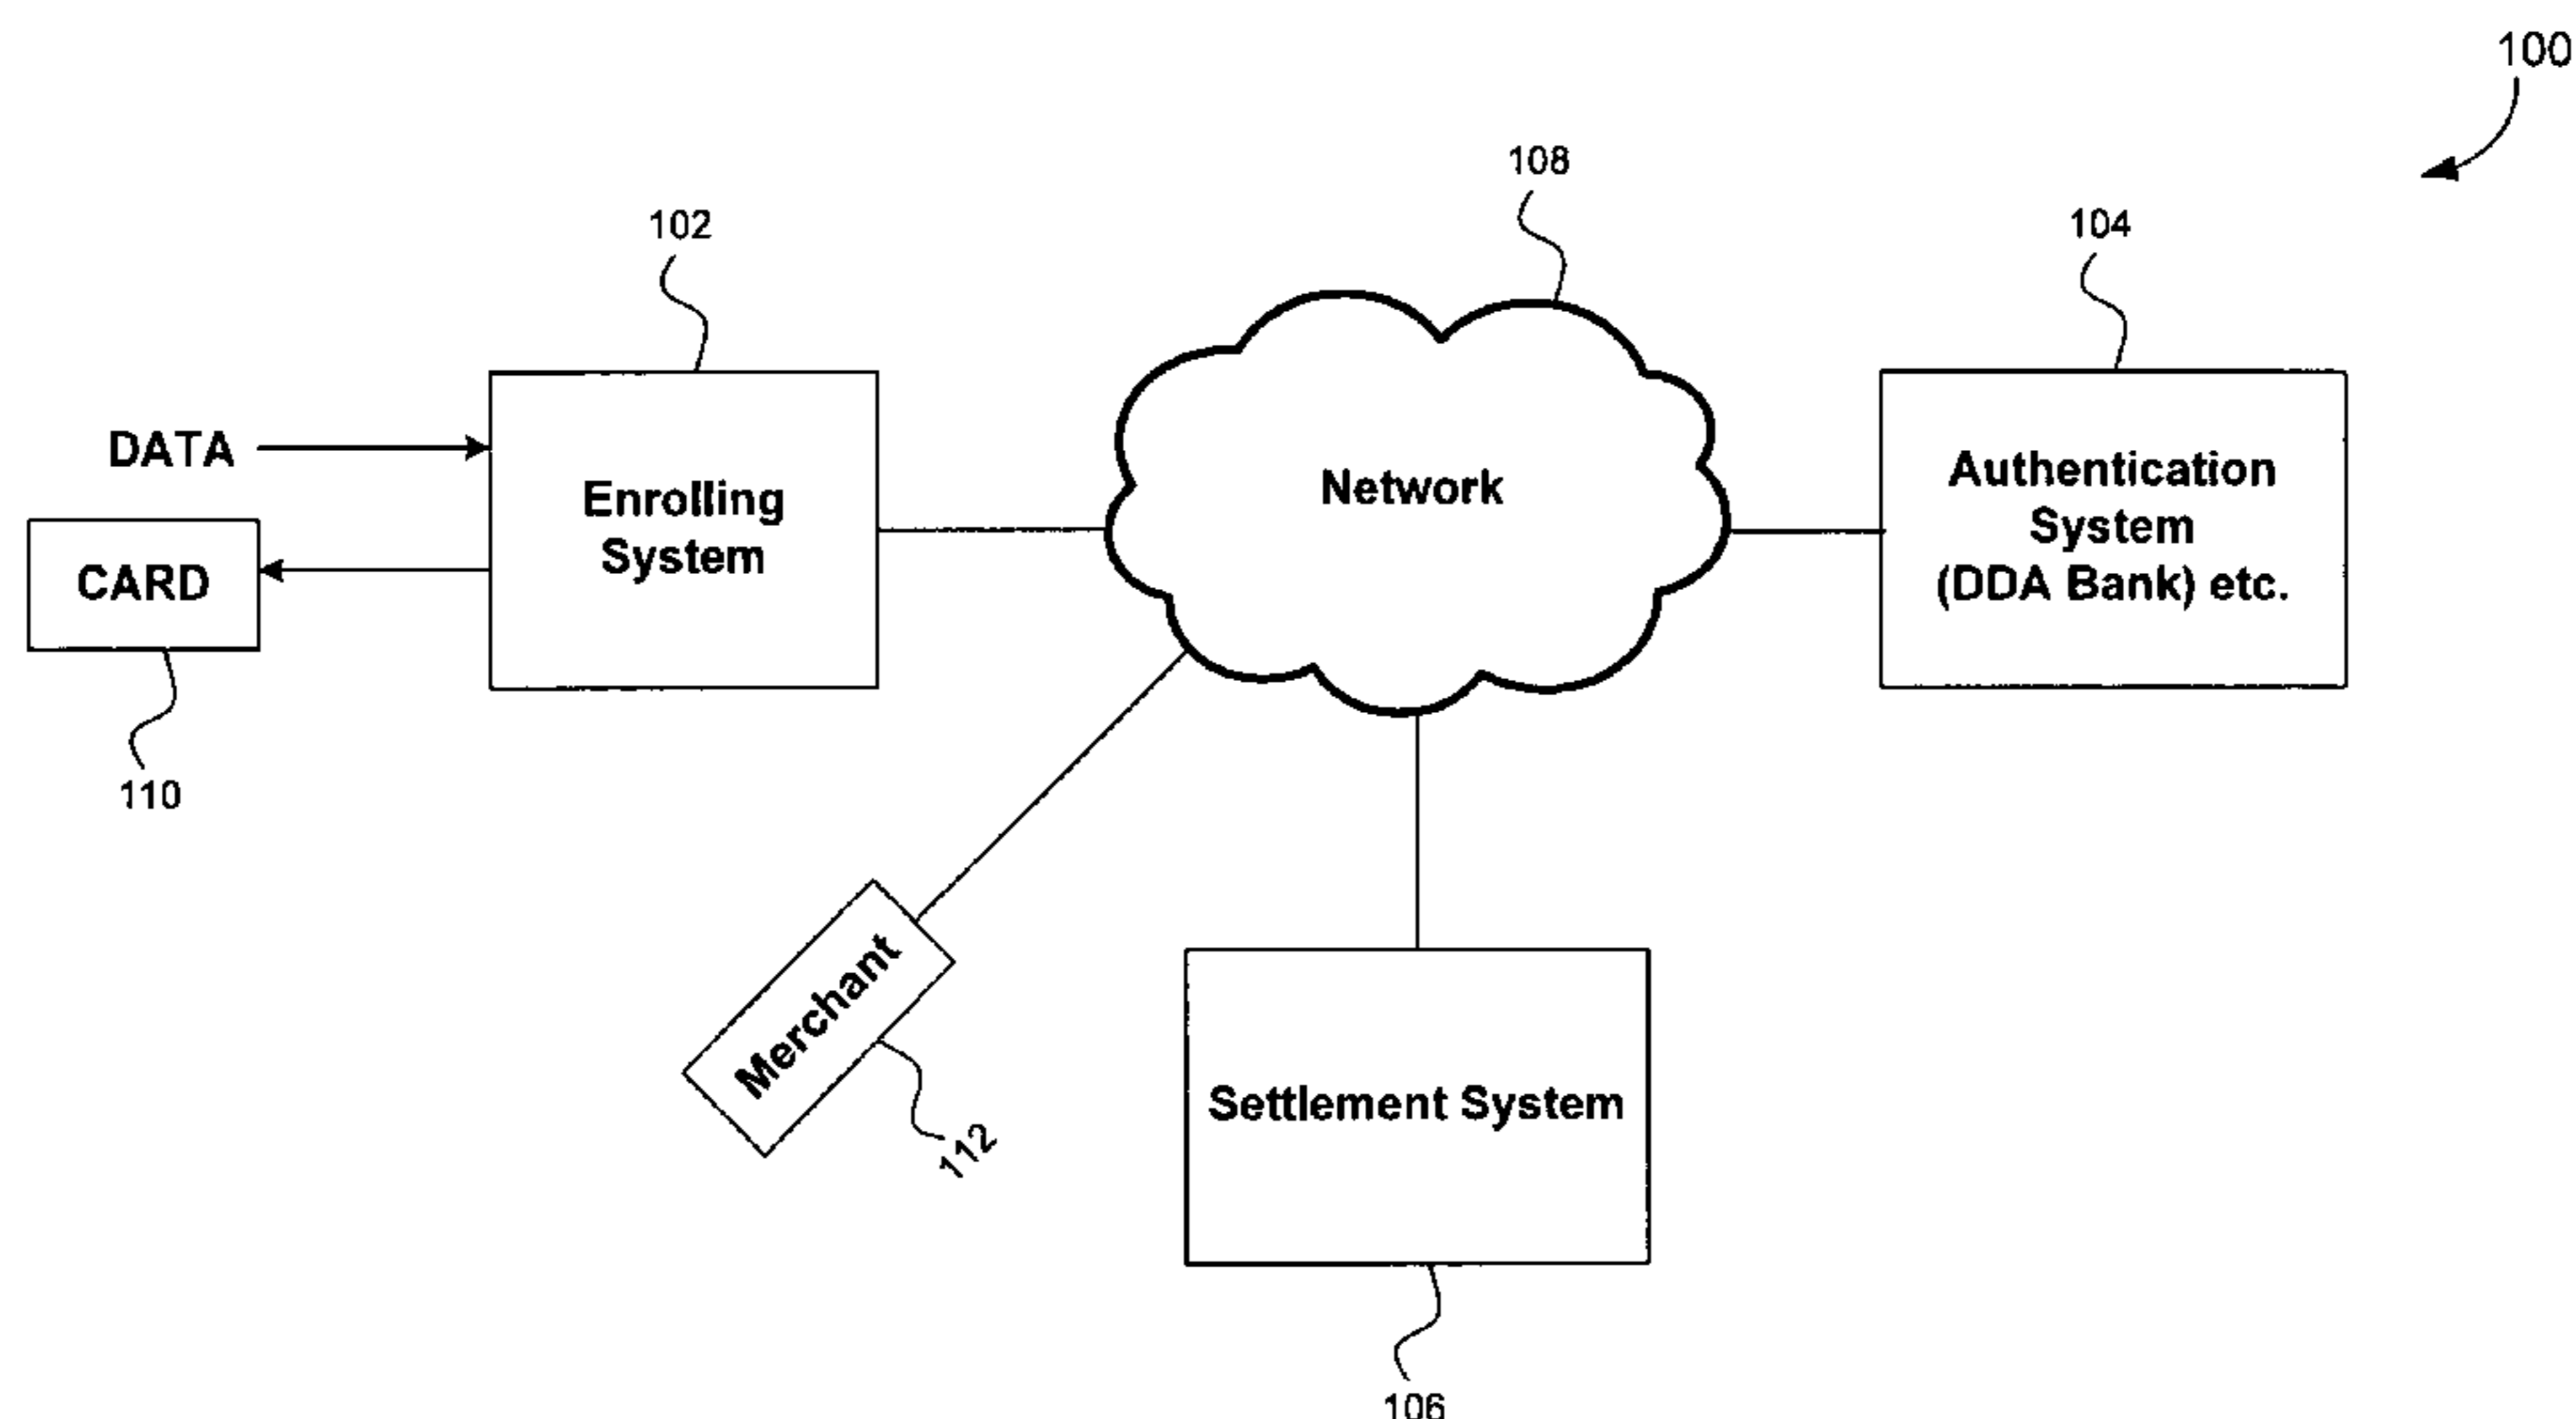 100
108
102
104
DATA
Enrolling
System
Network
Authentication
System
(DDA Bank) etc.
CARD
110
Merchant
112
Settlement System
106